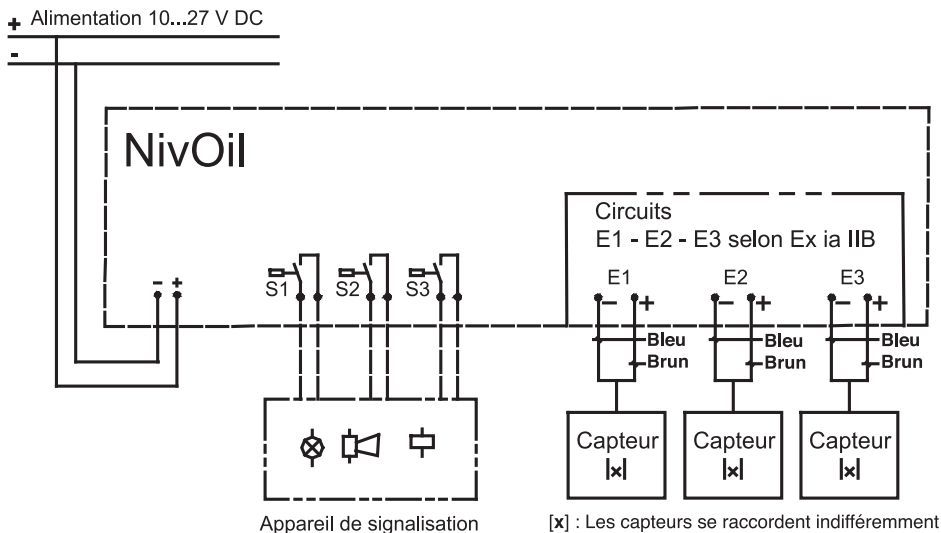 + Alimentation 10...27 V DC
-
NivOil
Circuits
E1 - E2 - E3 selon Ex ia IIB
S1 S2 S3
E1 E2 E3
- +
- + - + - +
Bleu Bleu Bleu
Brun Brun Brun
Capteur Capteur Capteur
|x| |x| |x|
Appareil de signalisation
[x] : Les capteurs se raccordent indifféremment